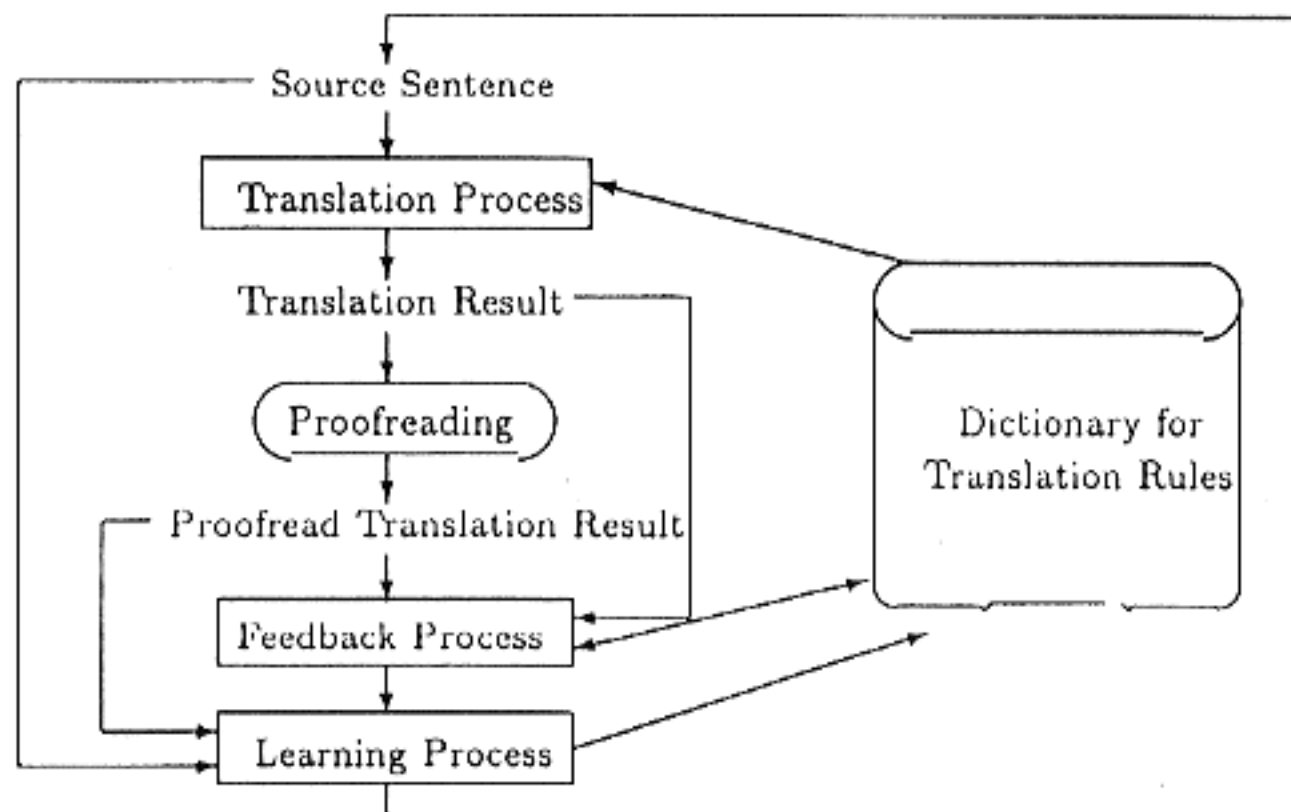 Source Sentence
Translation Process
Translation Result
Proofreading
Dictionary for
Translation Rules
Proofread Translation Result
Feedback Process
Learning Process